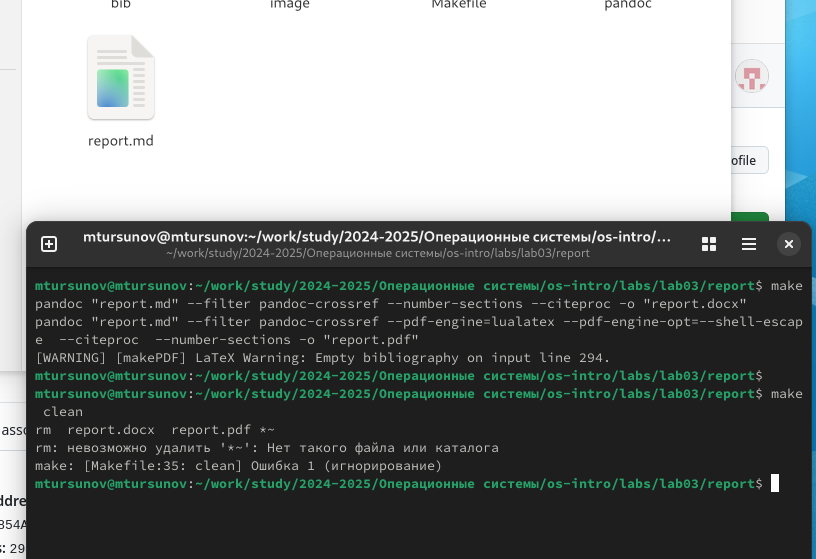 bib image Makefile pandoc
report.md
ofile
mtursunov@mtursunov:~/work/study/2024-2025/Операционные системы/os-intro/...
~/work/study/2024-2025/Операционные системы/os-intro/labs/lab03/report
mtursunov@mtursunov:~/work/study/2024-2025/Операционные системы/os-intro/labs/lab03/report$ make
pandoc "report.md" --filter pandoc-crossref --number-sections --citeproc -o "report.docx"
pandoc "report.md" --filter pandoc-crossref --pdf-engine=lualatex --pdf-engine-opt=--shell-escap
e  --citeproc  --number-sections -o "report.pdf"
[WARNING] [makePDF] LaTeX Warning: Empty bibliography on input line 294.
mtursunov@mtursunov:~/work/study/2024-2025/Операционные системы/os-intro/labs/lab03/report$
mtursunov@mtursunov:~/work/study/2024-2025/Операционные системы/os-intro/labs/lab03/report$ make
 clean
rm  report.docx  report.pdf *~
rm: невозможно удалить '*~': Нет такого файла или каталога
make: [Makefile:35: clean] Ошибка 1 (игнорирование)
mtursunov@mtursunov:~/work/study/2024-2025/Операционные системы/os-intro/labs/lab03/report$
asso
ddre
854A
s: 29